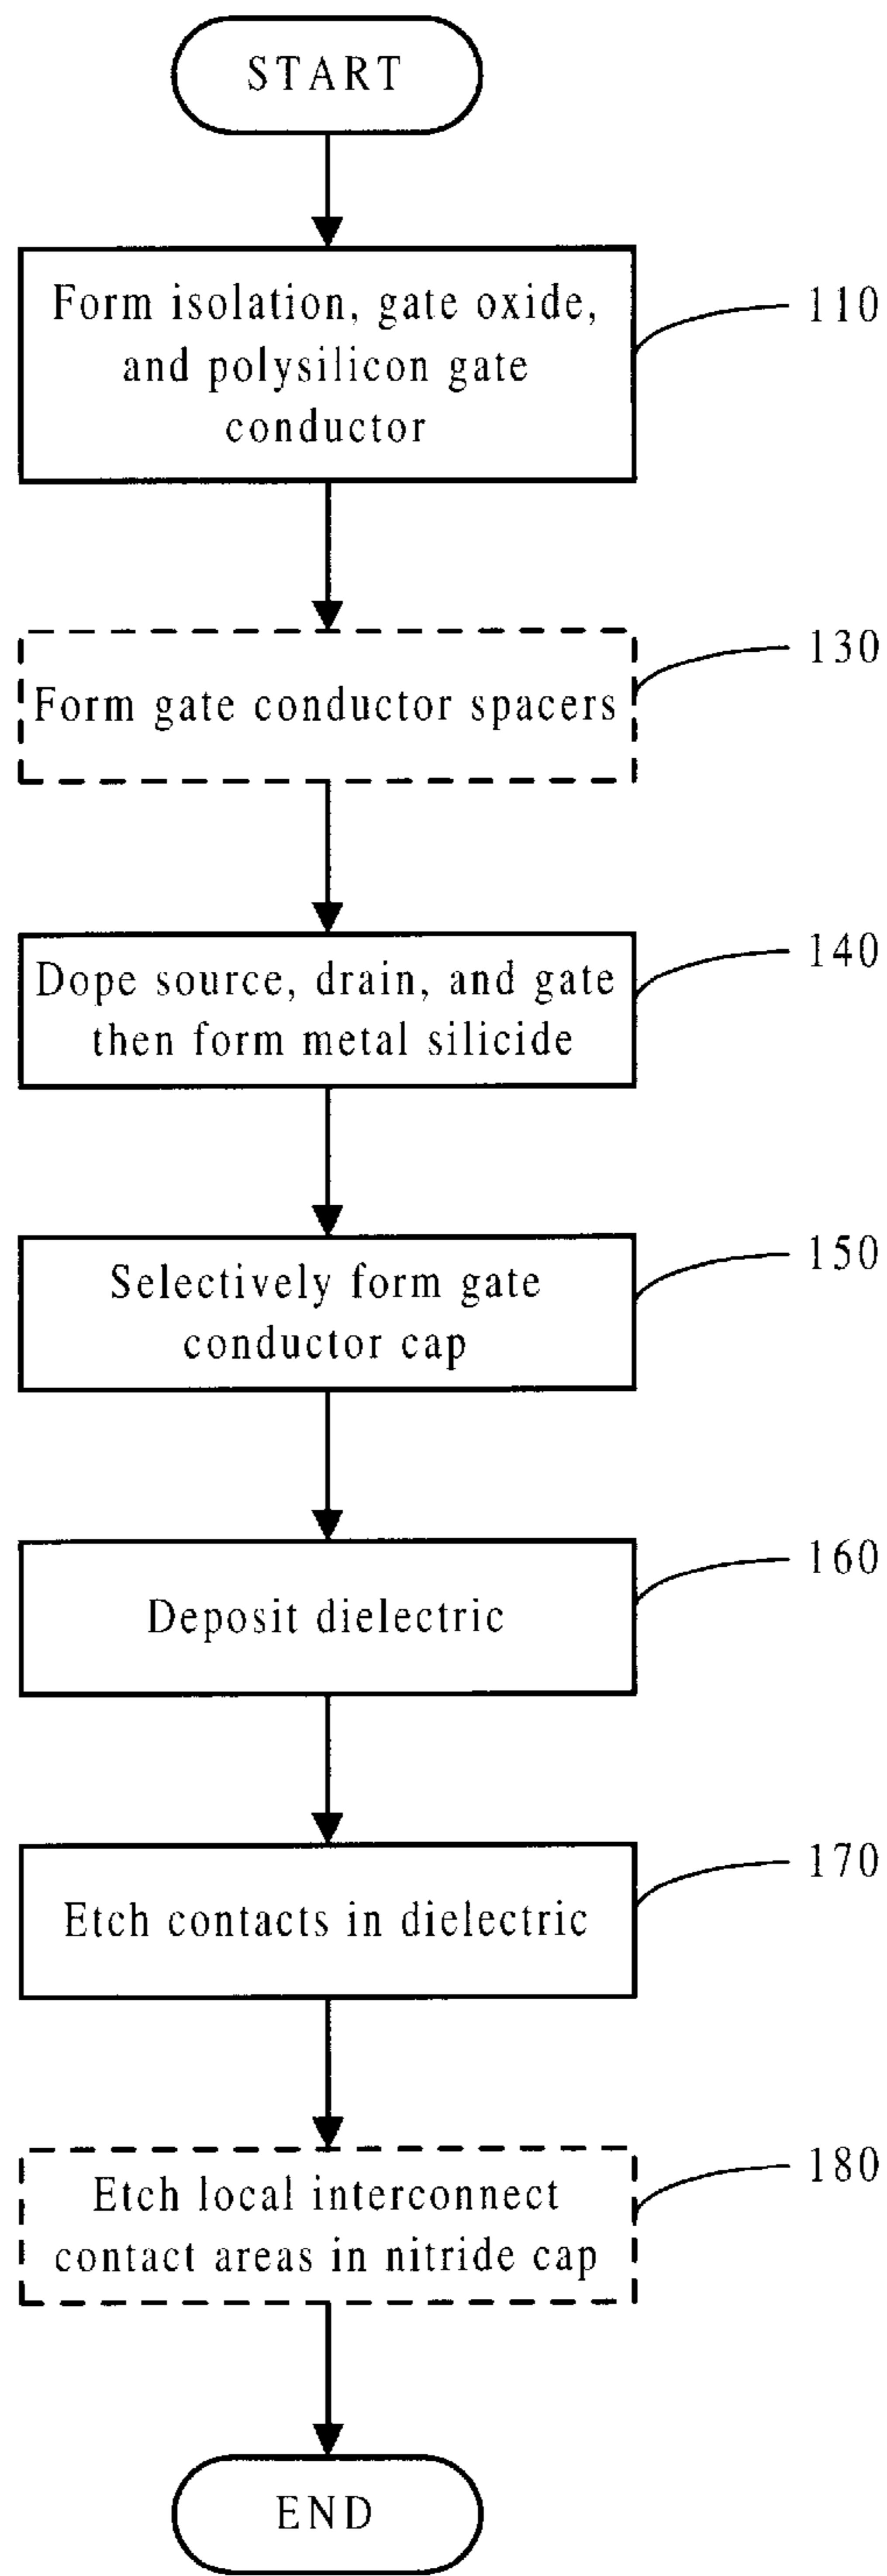 START
Form isolation, gate oxide,
and polysilicon gate
conductor
110
Form gate conductor spacers
130
Dope source, drain, and gate
then form metal silicide
140
Selectively form gate
conductor cap
150
Deposit dielectric
160
Etch contacts in dielectric
170
Etch local interconnect
contact areas in nitride cap
180
END